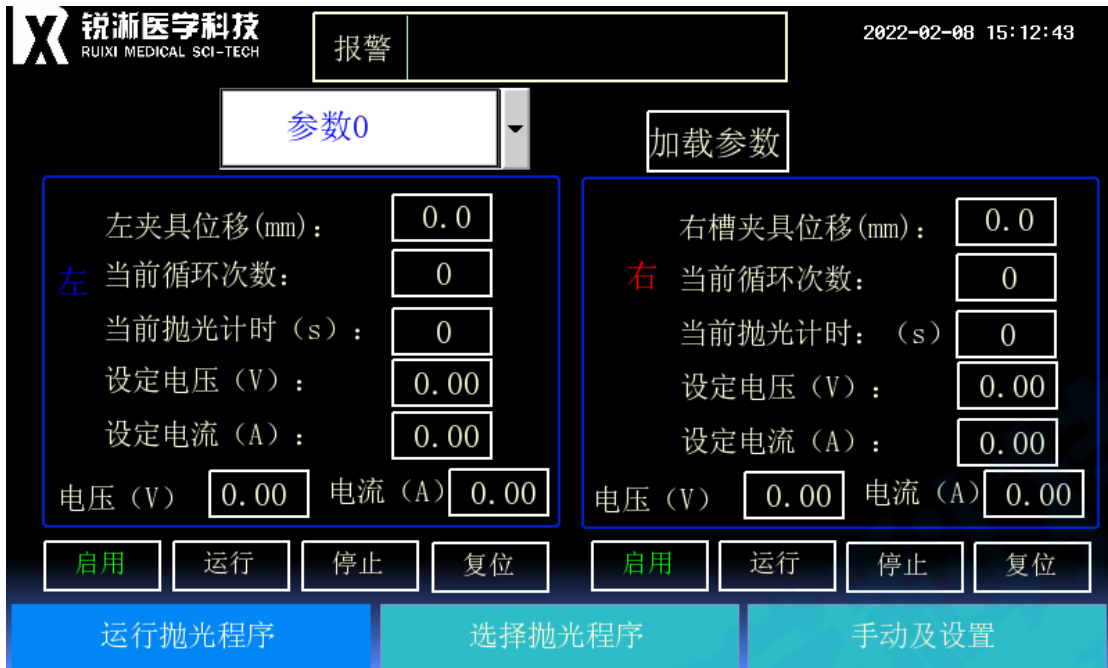 锐浙医学科技
RUIXI MEDICAL SCI-TECH
报警
2022-02-08 15:12:43
参数0
加载参数
左
左夹具位移(mm)： 0.0
当前循环次数： 0
当前抛光计时（s）： 0
设定电压（V）： 0.00
设定电流（A）： 0.00
电压（V） 0.00 电流（A） 0.00
右
右槽夹具位移(mm)： 0.0
当前循环次数： 0
当前抛光计时：（s） 0
设定电压（V）： 0.00
设定电流（A）： 0.00
电压（V） 0.00 电流（A） 0.00
启用 运行 停止 复位
启用 运行 停止 复位
运行抛光程序 选择抛光程序 手动及设置